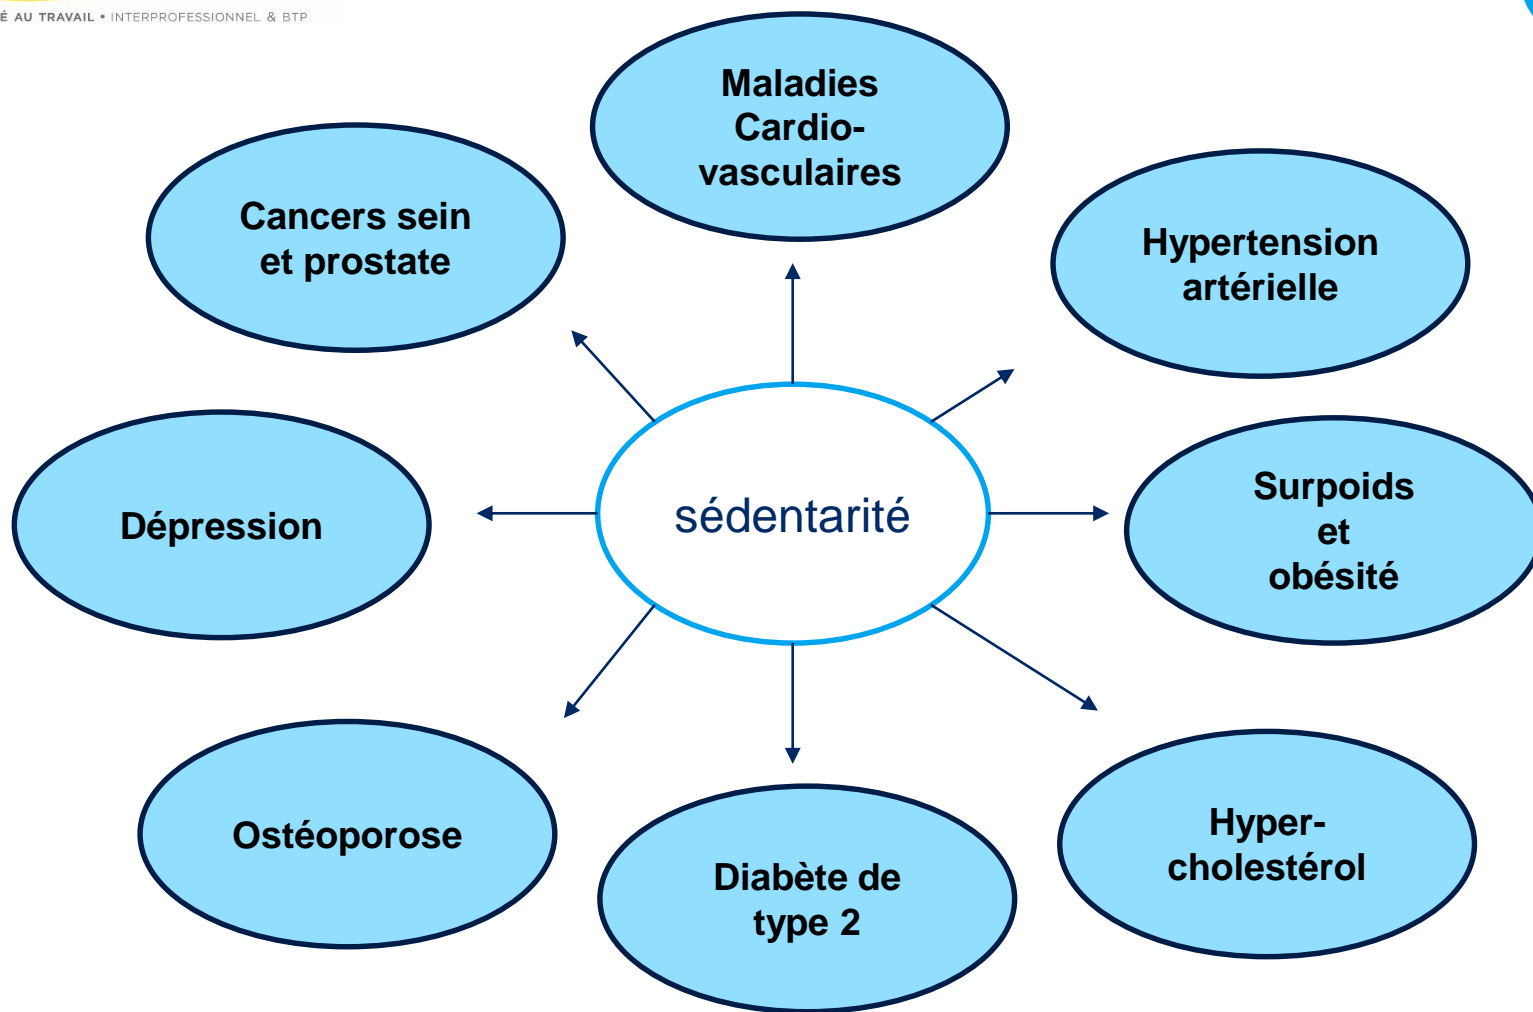 AU TRAVAIL • INTERPROFESSIONNEL & BTP
Maladies
Cardio-
vasculaires
Cancers sein
et prostate
Hypertension
artérielle
Dépression
sédentarité
Surpoids
et
obésité
Ostéoporose
Diabète de
type 2
Hyper-
cholestérol